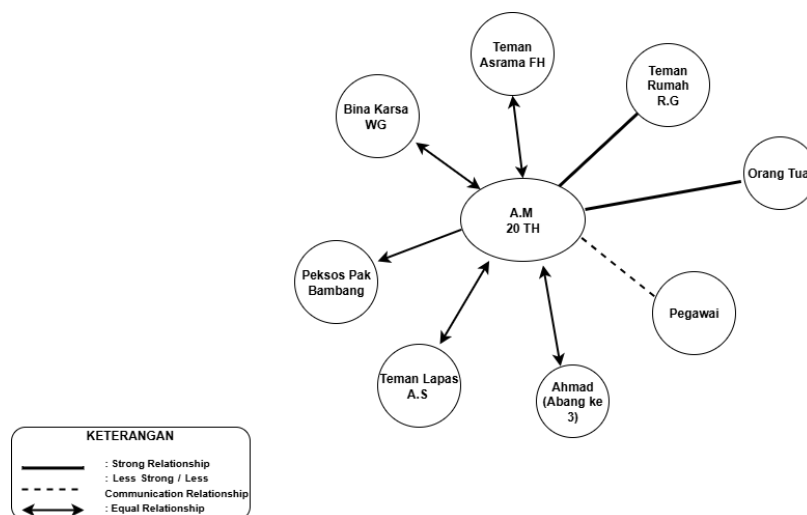 Teman
Asrama FH
Teman
Rumah
R.G
Bina Karsa
WG
Orang Tua
A.M
20 TH
Peksos Pak
Bambang
Pegawai
Teman Lapas
A.S
Ahmad
(Abang ke
3)
KETERANGAN
: Strong Relationship
: Less Strong / Less
Communication Relationship
: Equal Relationship